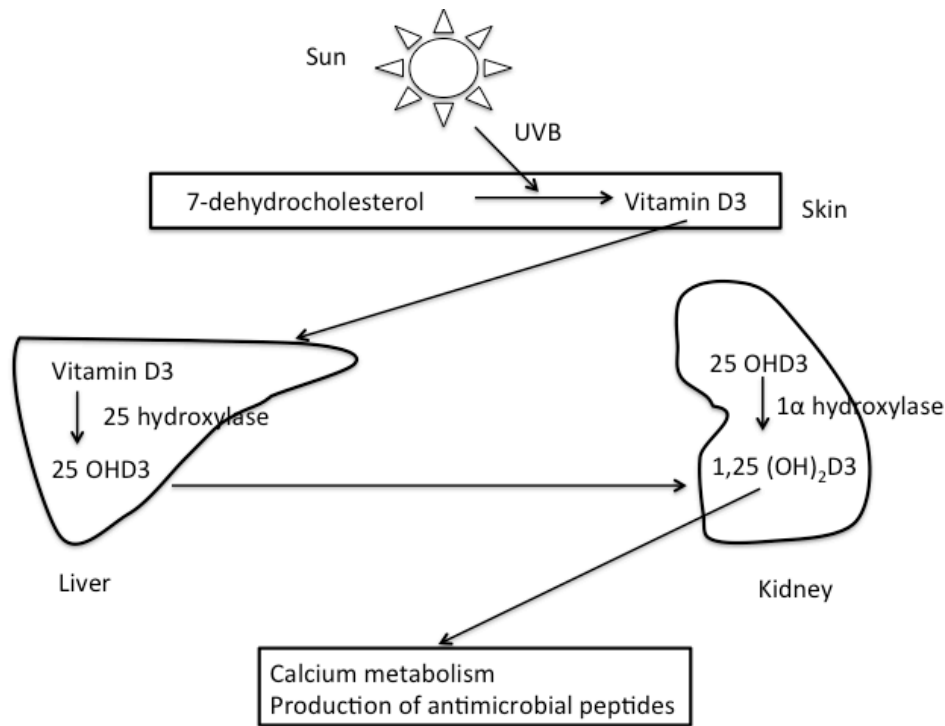 Sun
UVB
7-dehydrocholesterol
Vitamin D3
Skin
Vitamin D3
25 hydroxylase
25 OHD3
Liver
25 OHD3
1α hydroxylase
1,25 (OH)₂D3
Kidney
Calcium metabolism
Production of antimicrobial peptides